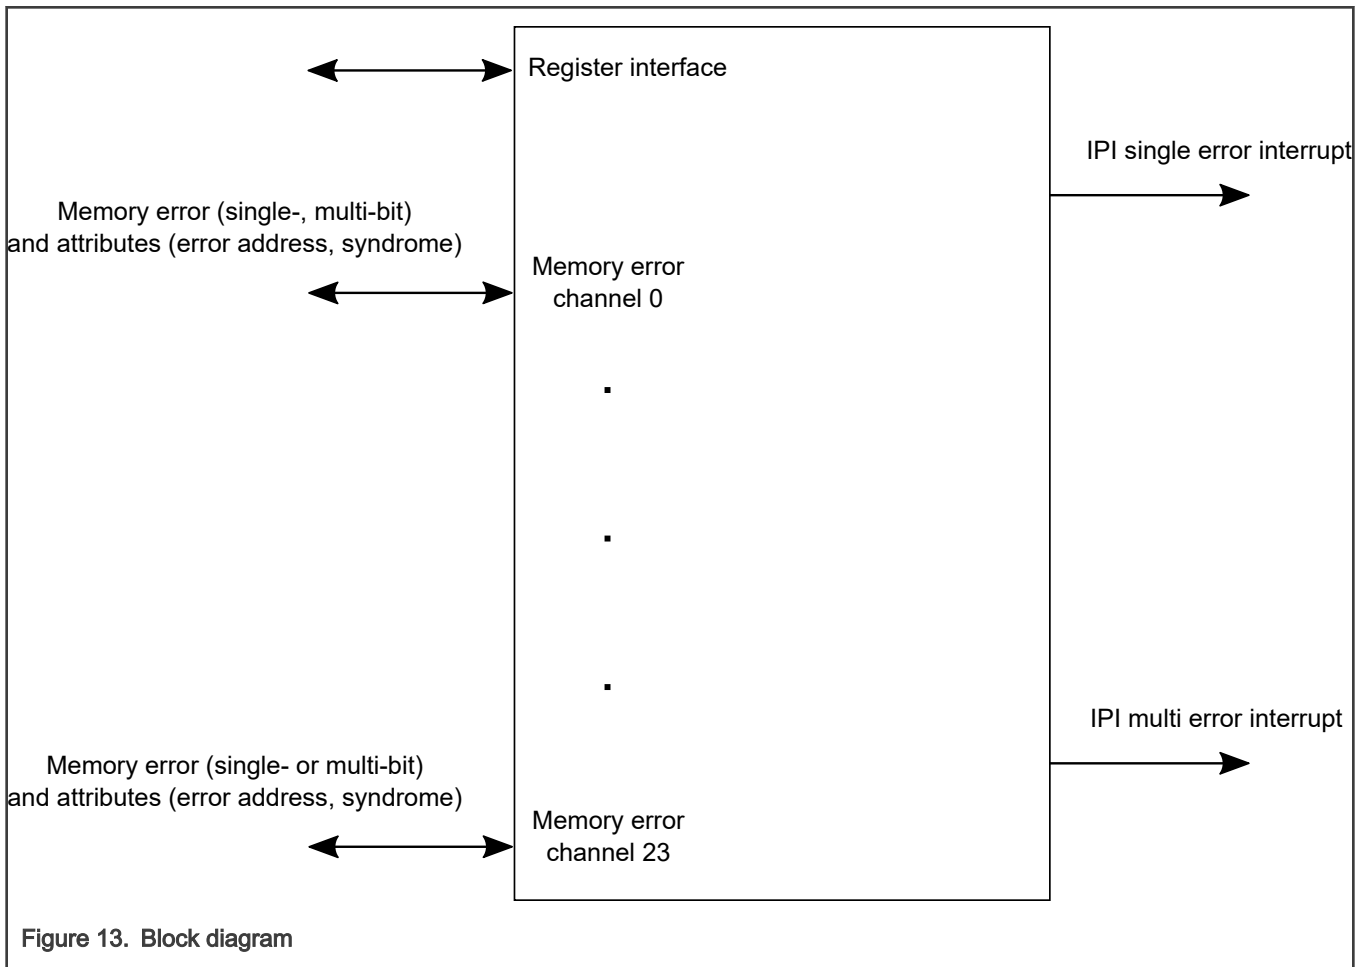 Register interface
IPI single error interrupt
Memory error (single-, multi-bit)
and attributes (error address, syndrome)
Memory error
channel 0
.
.
.
IPI multi error interrupt
Memory error (single- or multi-bit)
and attributes (error address, syndrome)
Memory error
channel 23
Figure 13. Block diagram